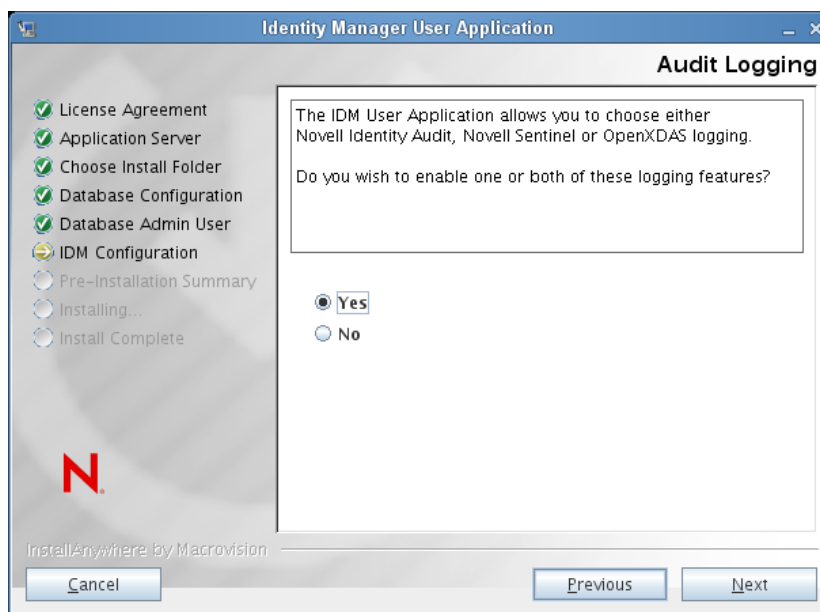 Identity Manager User Application
Audit Logging
License Agreement
Application Server
Choose Install Folder
Database Configuration
Database Admin User
IDM Configuration
Pre-Installation Summary
Installing...
Install Complete
The IDM User Application allows you to choose either
Novell Identity Audit, Novell Sentinel or OpenXDAS logging.
Do you wish to enable one or both of these logging features?
Yes
No
N
InstallAnywhere by Macrovision
Cancel
Previous
Next